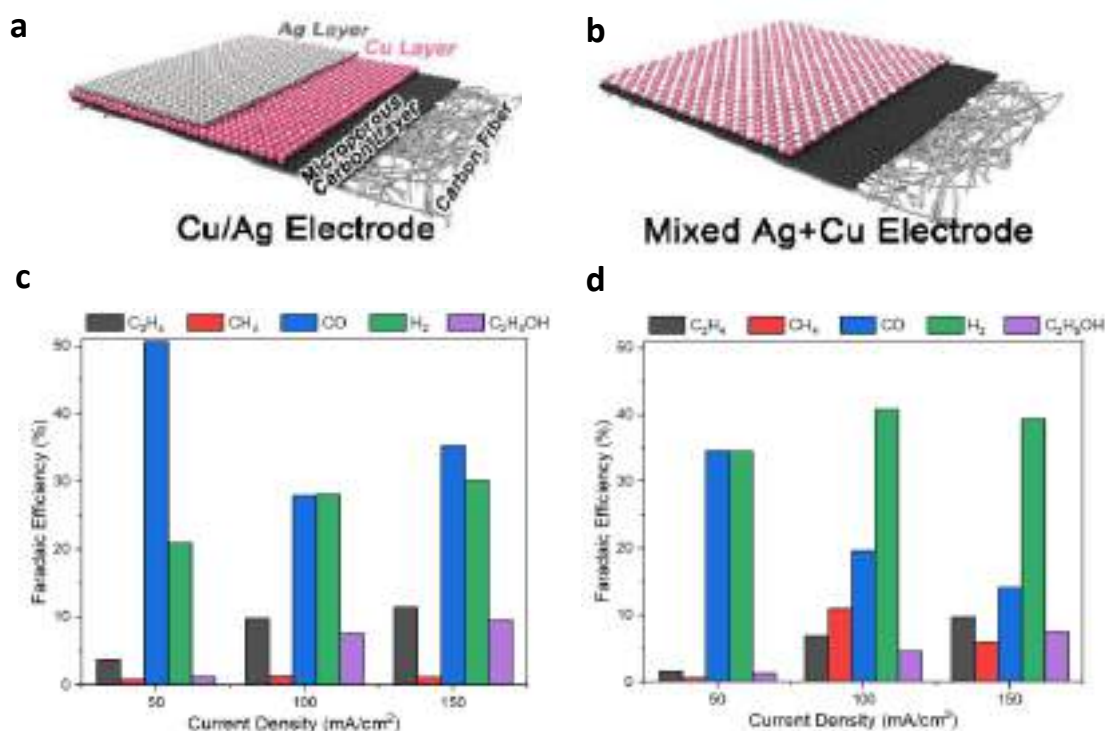 a
Ag Layer
Cu Layer
Microporous
Carbon Layer
Carbon Fiber
Cu/Ag Electrode
b
Mixed Ag+Cu Electrode
c
C₂H₄ CH₄ CO H₂ C₂H₅OH
Faradaic Efficiency (%)
50
40
30
20
10
0
50 100 150
Current Density (mA/cm²)
d
C₂H₄ CH₄ CO H₂ C₂H₅OH
Faradaic Efficiency (%)
50
40
30
20
10
0
50 100 150
Current Density (mA/cm²)